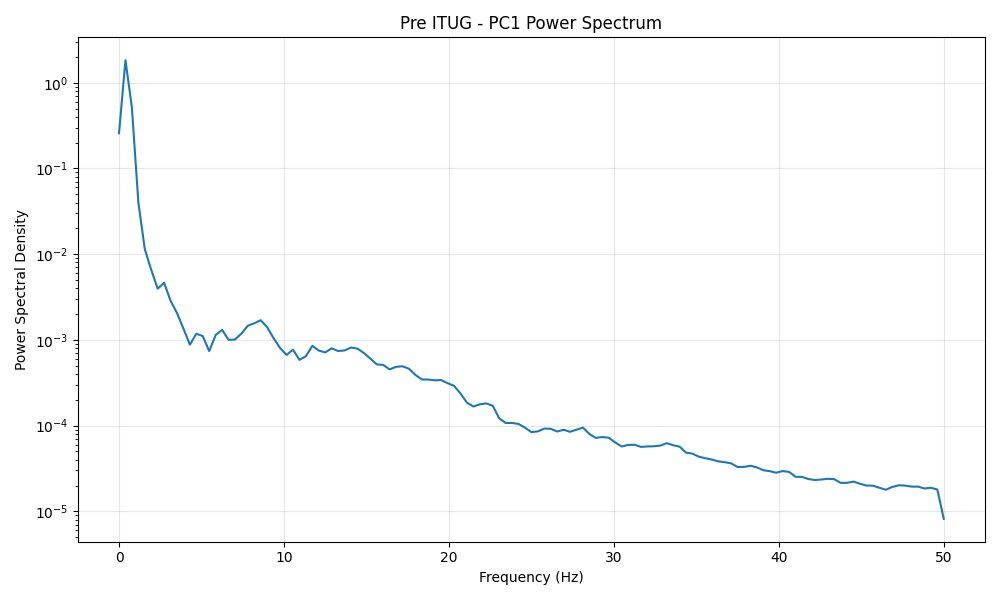 Pre ITUG - PC1 Power Spectrum
Power Spectral Density
10⁰
10⁻¹
10⁻²
10⁻³
10⁻⁴
10⁻⁵
0 10 20 30 40 50
Frequency (Hz)